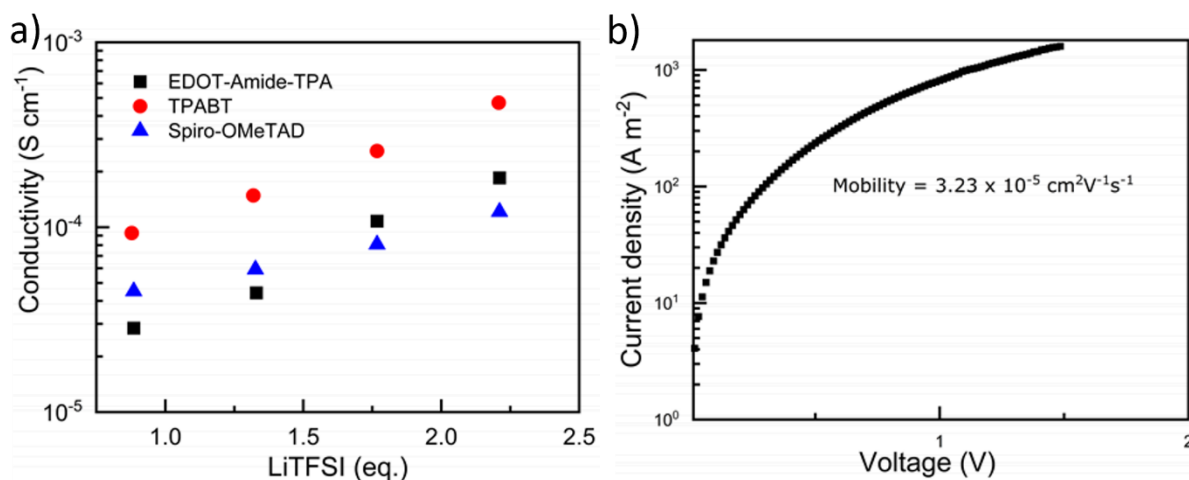 a)
10⁻³
10⁻⁴
10⁻⁵
Conductivity (S cm⁻¹)
EDOT-Amide-TPA
TPABT
Spiro-OMeTAD
1.0 1.5 2.0 2.5
LiTFSI (eq.)
b)
10³
10²
10¹
10⁰
Current density (A m⁻²)
Mobility = 3.23 x 10⁻⁵ cm²V⁻¹s⁻¹
1 2
Voltage (V)